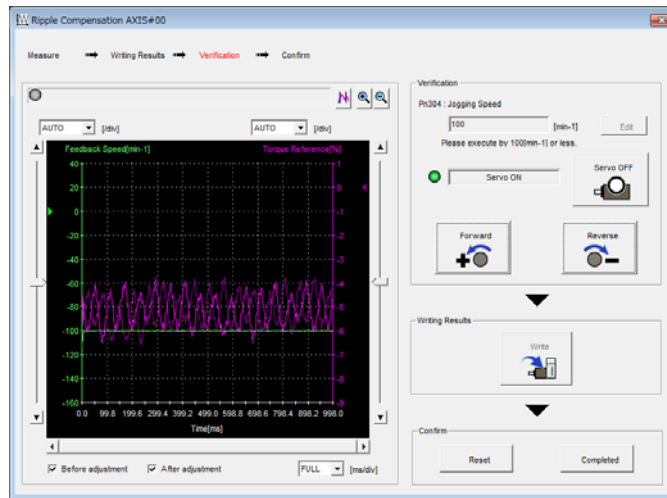 Ripple Compensation AXIS#00
Measure Writing Results Verification Confirm
AUTO [/div] AUTO [/div]
Feedback Speed[min-1] Torque Reference[%]
40 1
20 0
0 -1
-20 -2
-40 -3
-60 -4
-80 -5
-100 -6
-120 -7
-140 -8
-160 -9
0.0 99.8 199.6 299.4 399.2 499.0 598.8 698.6 798.4 898.2 998.0
Time[ms]
Before adjustment After adjustment FULL [ms/div]
Verification
Pn304 : Jogging Speed
100 [min-1] Edit
Please execute by 100[min-1] or less.
Servo ON Servo OFF
Forward Reverse
Writing Results
Write
Confirm
Reset Completed